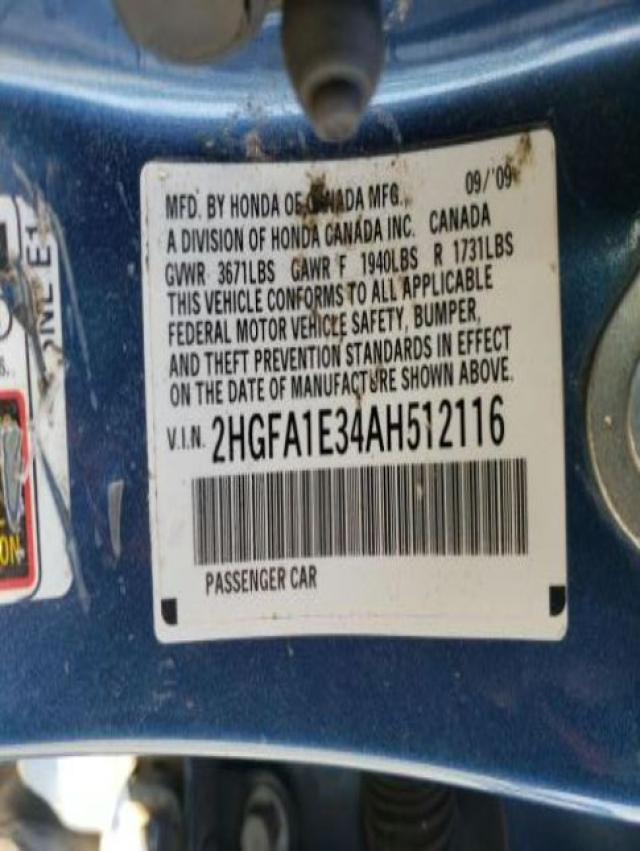 09/'09
MFD. BY HONDA OF CANADA MFG.,
A DIVISION OF HONDA CANADA INC. CANADA
GVWR 3671LBS GAWR F 1940LBS R 1731LBS
THIS VEHICLE CONFORMS TO ALL APPLICABLE
FEDERAL MOTOR VEHICLE SAFETY, BUMPER,
AND THEFT PREVENTION STANDARDS IN EFFECT
ON THE DATE OF MANUFACTURE SHOWN ABOVE.
V.I.N. 2HGFA1E34AH512116
PASSENGER CAR